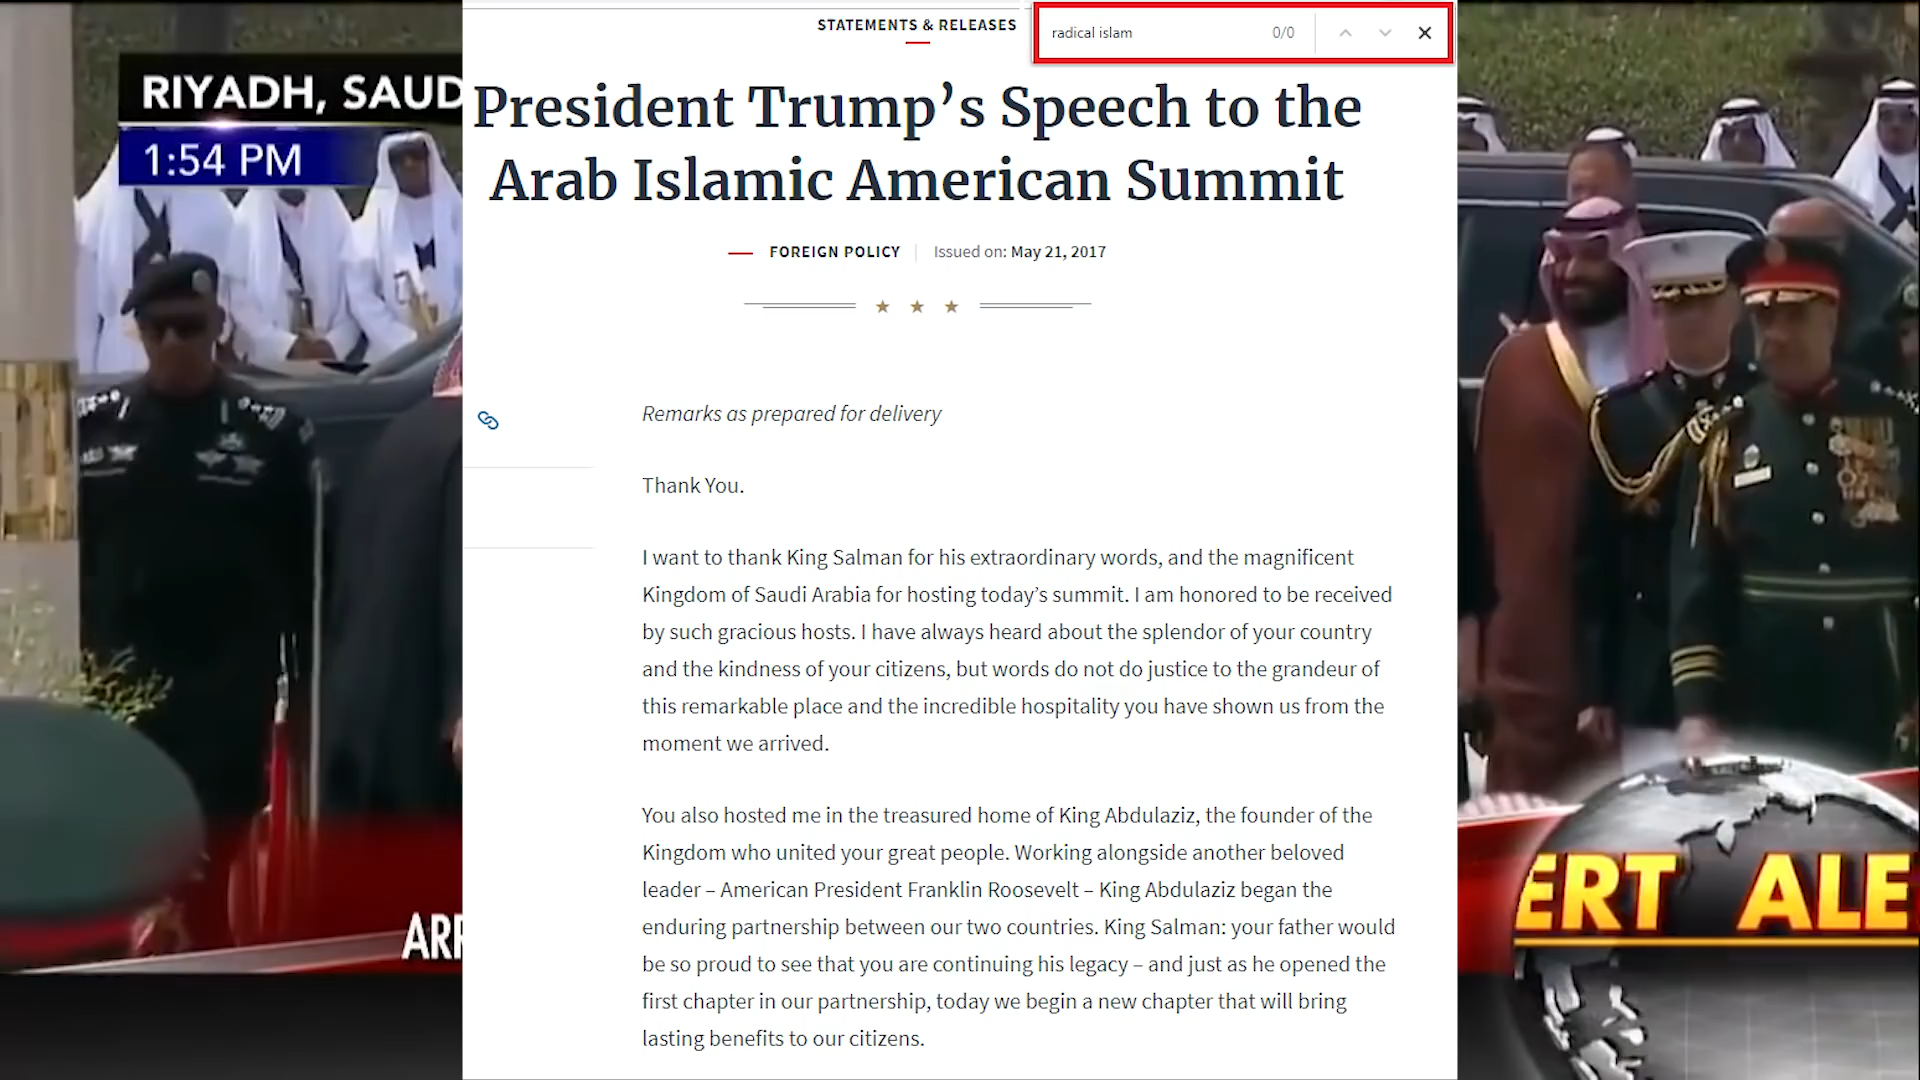 RIYADH, SAUD
1:54 PM
STATEMENTS & RELEASES
radical islam 0/0
President Trump’s Speech to the
Arab Islamic American Summit
FOREIGN POLICY Issued on: May 21, 2017
Remarks as prepared for delivery
Thank You.
I want to thank King Salman for his extraordinary words, and the magnificent
Kingdom of Saudi Arabia for hosting today’s summit. I am honored to be received
by such gracious hosts. I have always heard about the splendor of your country
and the kindness of your citizens, but words do not do justice to the grandeur of
this remarkable place and the incredible hospitality you have shown us from the
moment we arrived.
You also hosted me in the treasured home of King Abdulaziz, the founder of the
Kingdom who united your great people. Working alongside another beloved
leader – American President Franklin Roosevelt – King Abdulaziz began the
enduring partnership between our two countries. King Salman: your father would
be so proud to see that you are continuing his legacy – and just as he opened the
first chapter in our partnership, today we begin a new chapter that will bring
lasting benefits to our citizens.
ARR
ERT ALE